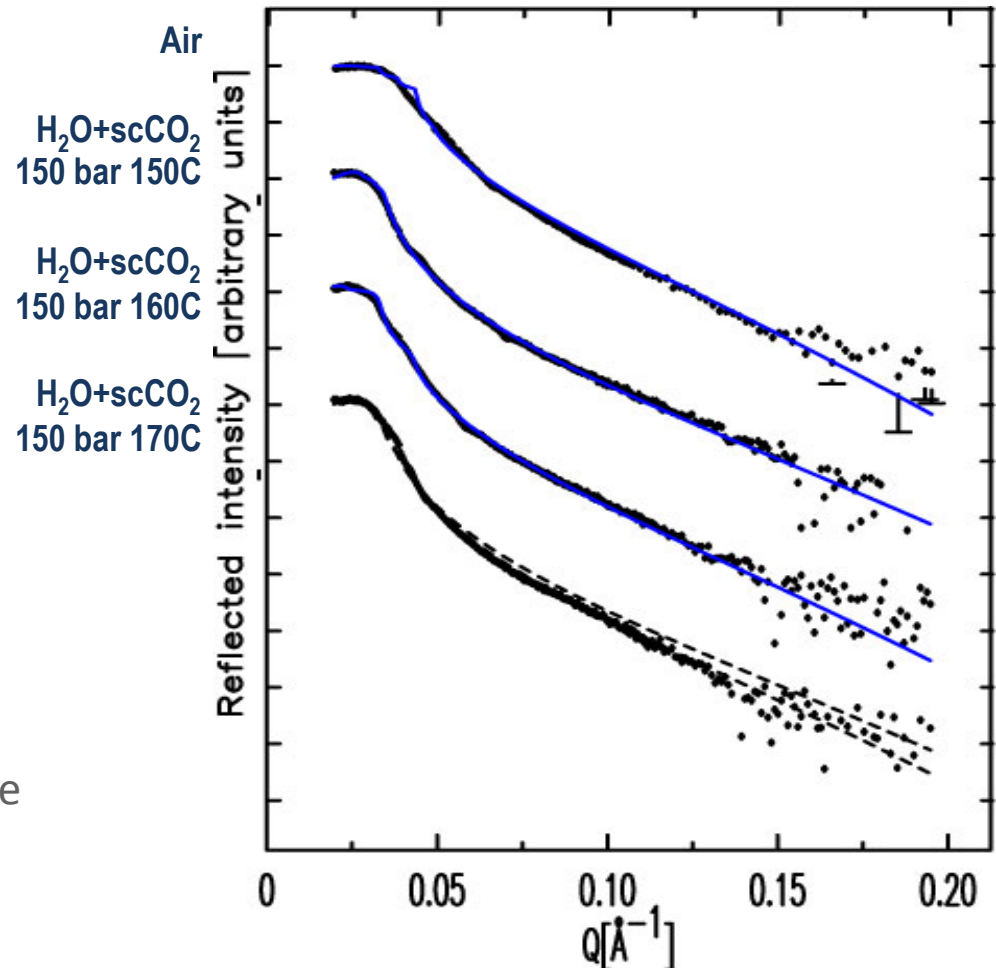 Air
H₂O+scCO₂
150 bar 150C
H₂O+scCO₂
150 bar 160C
H₂O+scCO₂
150 bar 170C
Reflected intensity [arbitrary units]
e
0 0.05 0.10 0.15 0.20
Q[Å⁻¹]